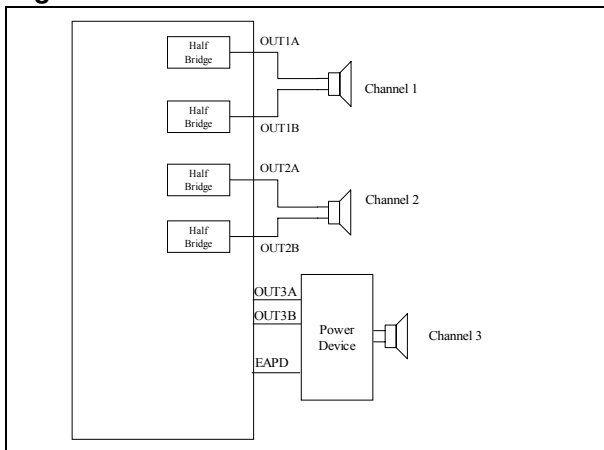 Half
Bridge
OUT1A
Channel 1
Half
Bridge
OUT1B
Half
Bridge
OUT2A
Channel 2
Half
Bridge
OUT2B
OUT3A
OUT3B
Power
Device
Channel 3
EAPD